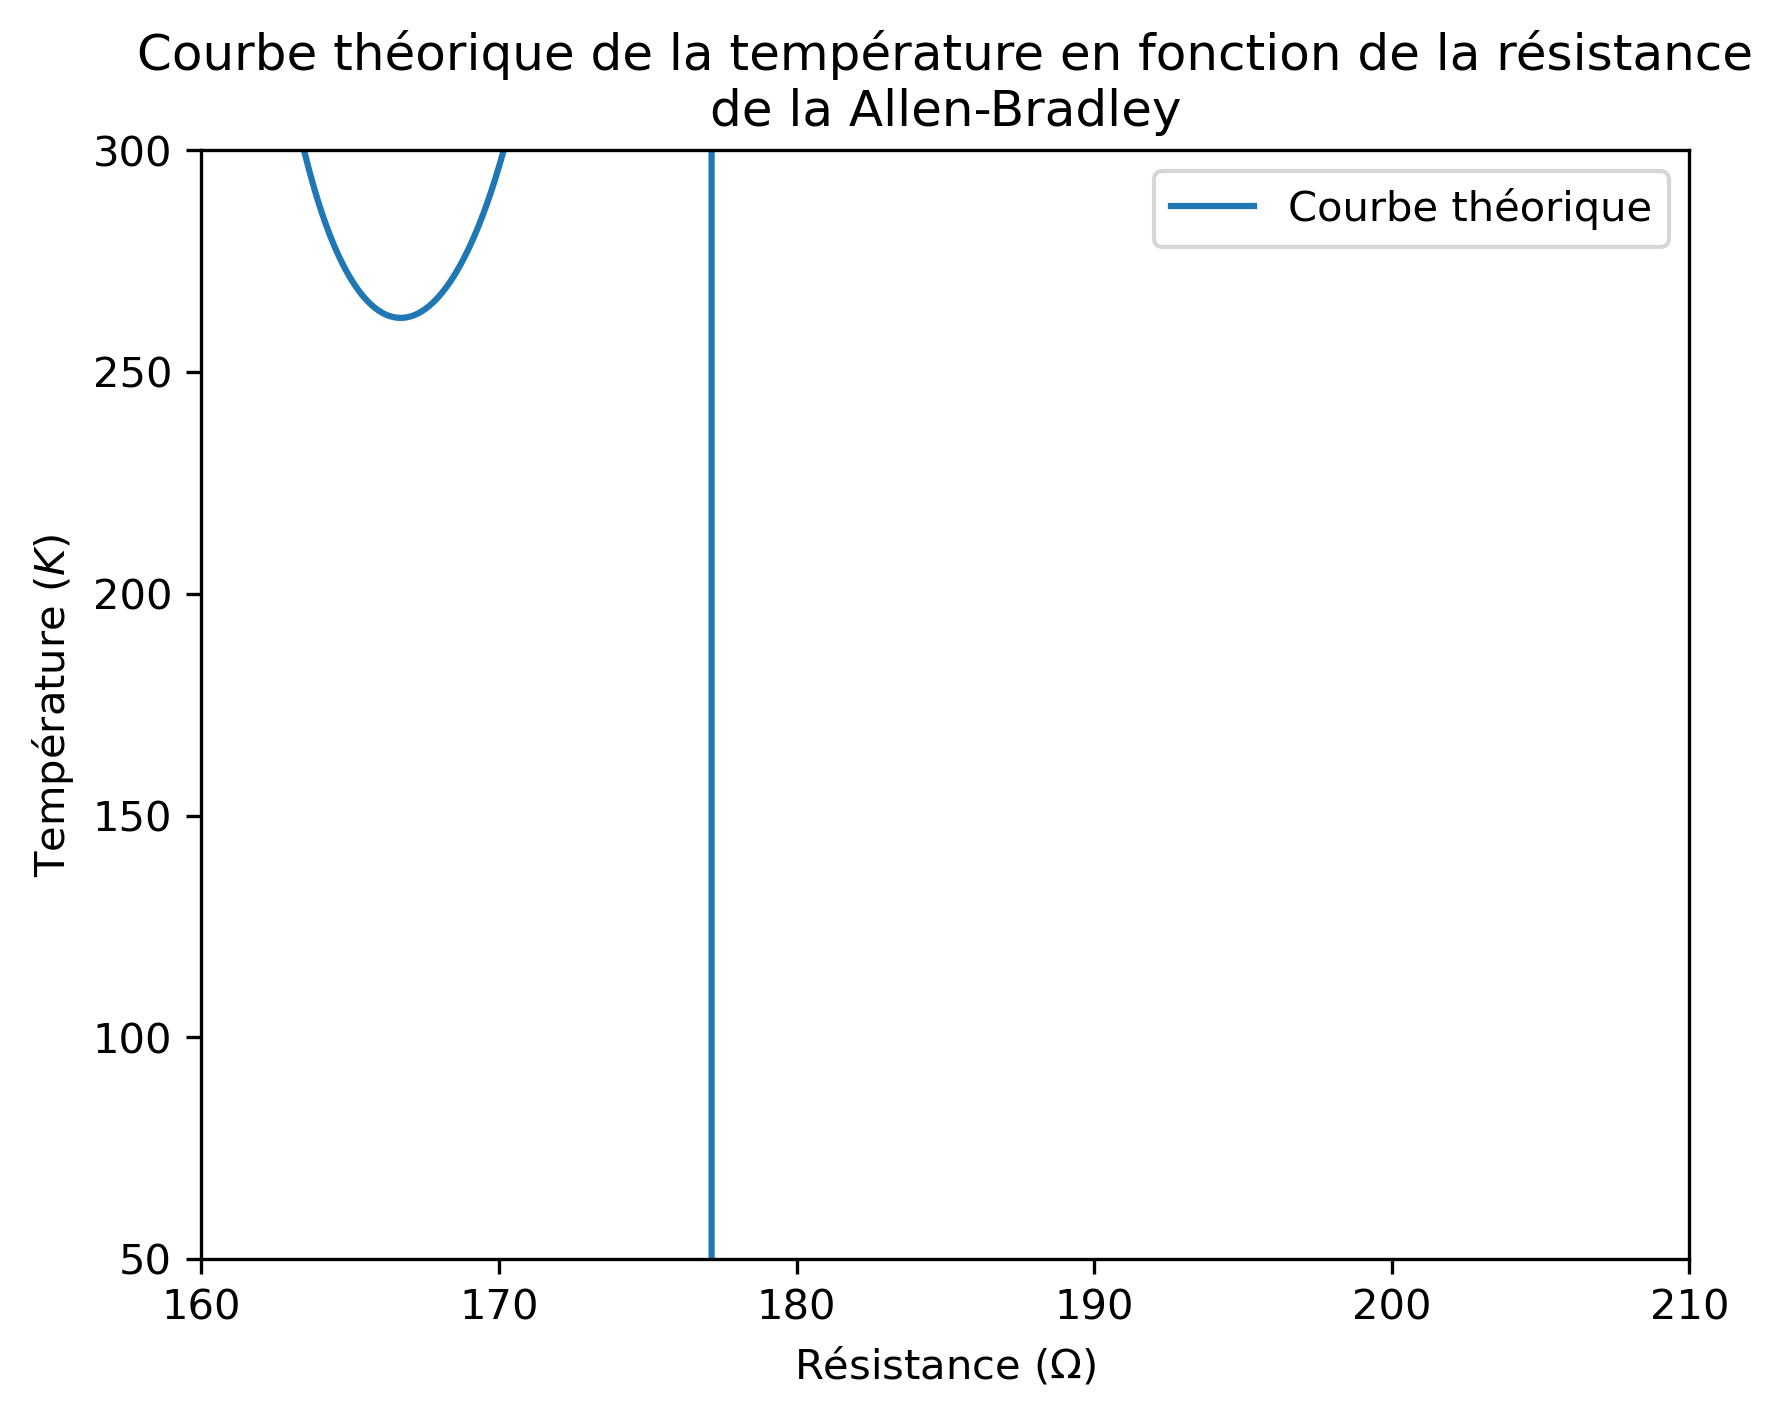 Courbe théorique de la température en fonction de la résistance
de la Allen-Bradley
Courbe théorique
300
250
200
150
100
50
Température (K)
160 170 180 190 200 210
Résistance (Ω)